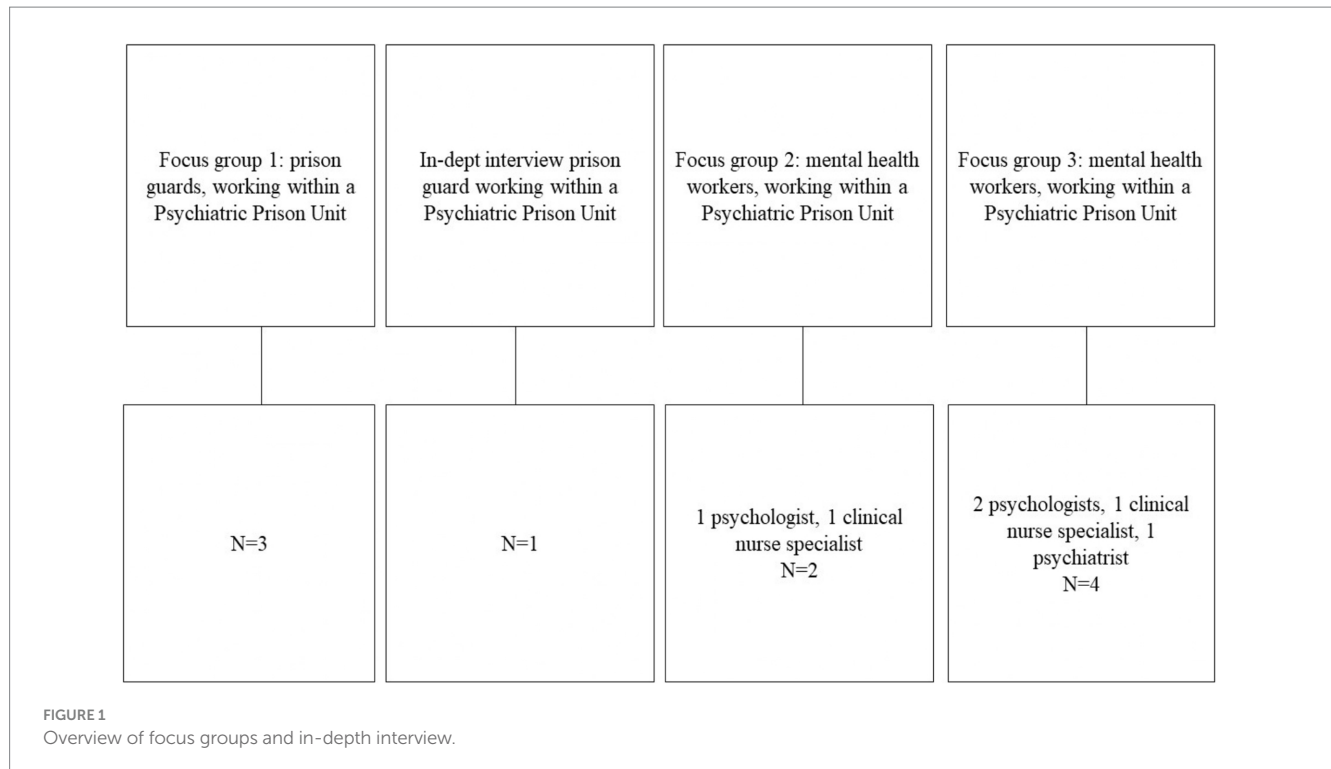 Focus group 1: prison
guards, working within a
Psychiatric Prison Unit
In-dept interview prison
guard working within a
Psychiatric Prison Unit
Focus group 2: mental health
workers, working within a
Psychiatric Prison Unit
Focus group 3: mental health
workers, working within a
Psychiatric Prison Unit
N=3
N=1
1 psychologist, 1 clinical
nurse specialist
N=2
2 psychologists, 1 clinical
nurse specialist, 1
psychiatrist
N=4
FIGURE 1
Overview of focus groups and in-depth interview.